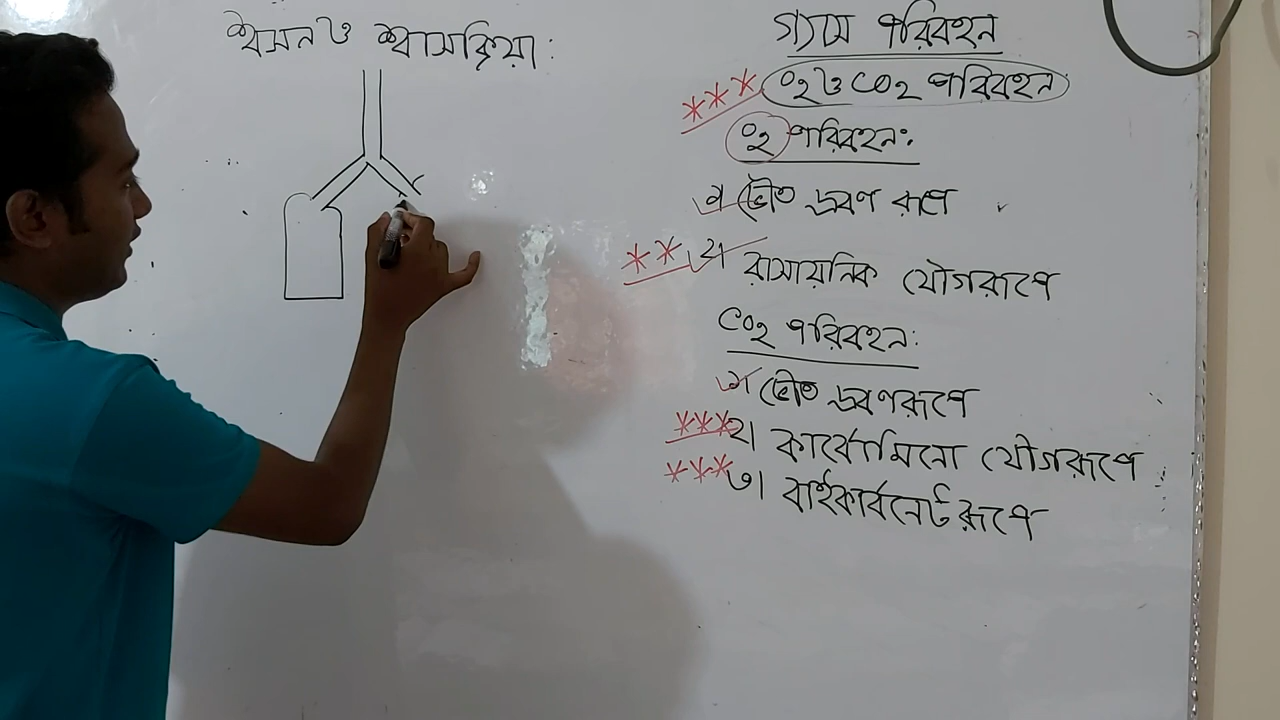 শ্বসন ও শ্বাসক্রিয়া:
গ্যাস পরিবহন
*** O₂ ও CO₂ পরিবহন
O₂ পরিবহন:
১। ভৌত দ্রবণ রূপে
** ২। রাসায়নিক যৌগরূপে
CO₂ পরিবহন:
১। ভৌত দ্রবণরূপে
*** ২। কার্বোমিনো যৌগরূপে
*** ৩। বাইকার্বনেট রূপে